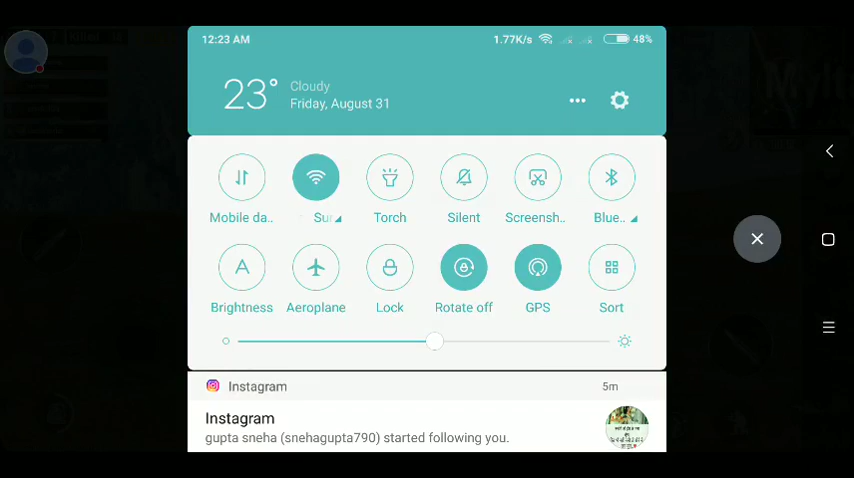 12:23 AM
1.77K/s
48%
23°
Cloudy
Friday, August 31
Mobile da..
Sur
Torch
Silent
Screensh..
Blue..
Brightness
Aeroplane
Lock
Rotate off
GPS
Sort
Instagram
5m
Instagram
gupta sneha (snehagupta790) started following you.